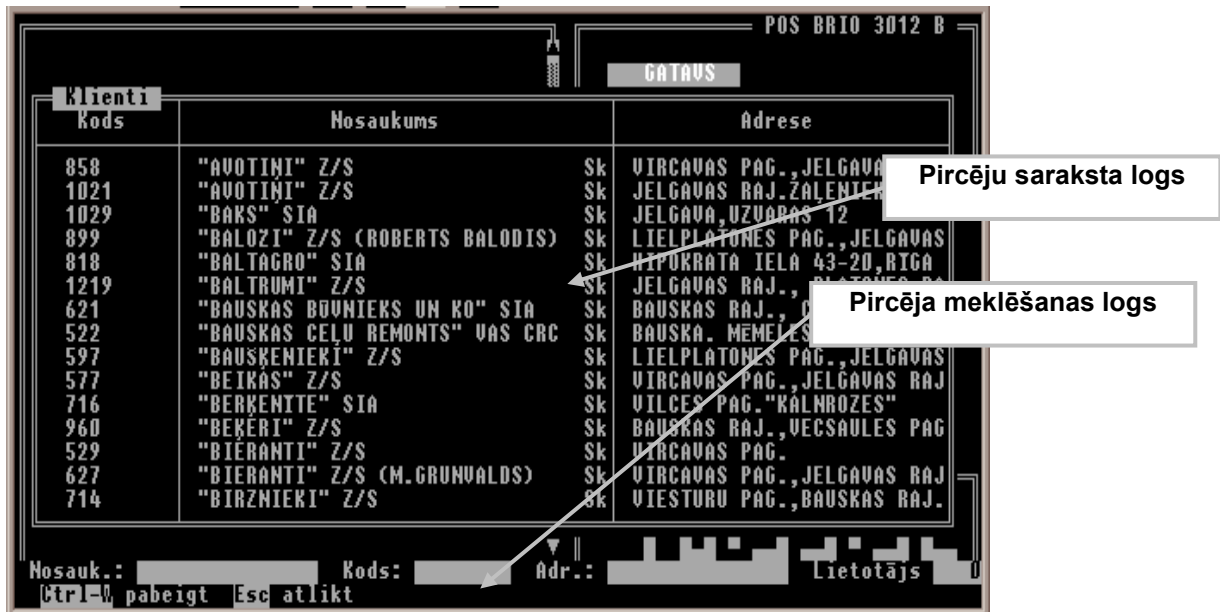 POS BRIO 3012 B
GATAVS
Klienti
Kods Nosaukums Adrese
858 "AVOTIŅI" Z/S Sk VIRCAVAS PAG.,JELGAVA
1021 "AVOTIŅI" Z/S Sk JELGAVAS RAJ.ZAĻENIEK
1029 "BAKS" SIA Sk JELGAVA,UZVARAS 12
899 "BALOZI" Z/S (ROBERTS BALODIS) Sk LIELPLATONES PAG.,JELGAVAS
818 "BALTAGRO" SIA Sk HIPOKRATA IELA 43-20,RĪGA
1219 "BALTRUMI" Z/S Sk JELGAVAS RAJ.,
621 "BAUSKAS BŪVNIEKS UN KO" SIA Sk BAUSKAS RAJ.,
522 "BAUSKAS CEĻU REMONTS" VAS CRC Sk BAUSKA. MĒMELES
597 "BAUŠĶENIEKI" Z/S Sk LIELPLATONES PAG.,JELGAVAS
577 "BEIKAS" Z/S Sk VIRCAVAS PAG.,JELGAVAS RAJ
716 "BERĶENĪTE" SIA Sk VILCES PAG."KALNROZES"
960 "BEĶERI" Z/S Sk BAUSKAS RAJ.,VECSAULES PAG
529 "BIERANTI" Z/S Sk VIRCAVAS PAG.
627 "BIERANTI" Z/S (M.GRUNVALDS) Sk VIRCAVAS PAG.,JELGAVAS RAJ
714 "BIRZNIEKI" Z/S Sk VIESTURU PAG.,BAUSKAS RAJ.
Pircēju saraksta logs
Pircēja meklēšanas logs
Nosauk.: Kods: Adr.: Lietotājs 0
Ctrl-W pabeigt Esc atlikt